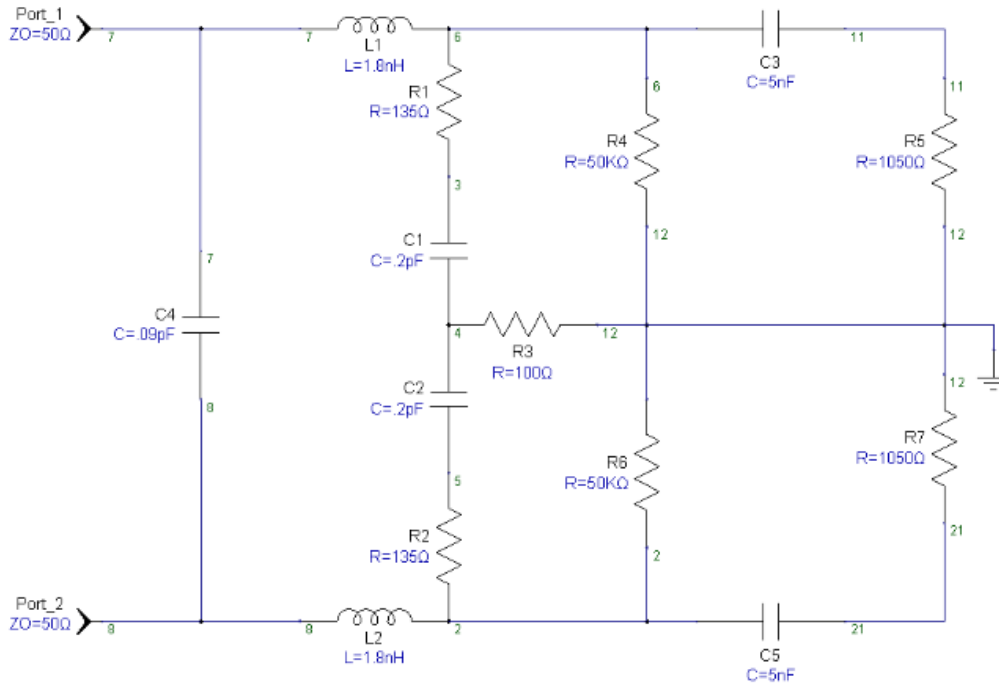 Port_1
ZO=50Ω
7
7
L1
L=1.8nH
6
C3
C=5nF
11
R1
R=135Ω
6
11
R4
R=50KΩ
R5
R=1050Ω
3
12
12
C1
C=.2pF
7
C4
C=.09pF
4
R3
R=100Ω
12
C2
C=.2pF
12
8
R6
R=50KΩ
R7
R=1050Ω
5
R2
R=135Ω
2
21
Port_2
ZO=50Ω
8
8
L2
L=1.8nH
2
C5
C=5nF
21